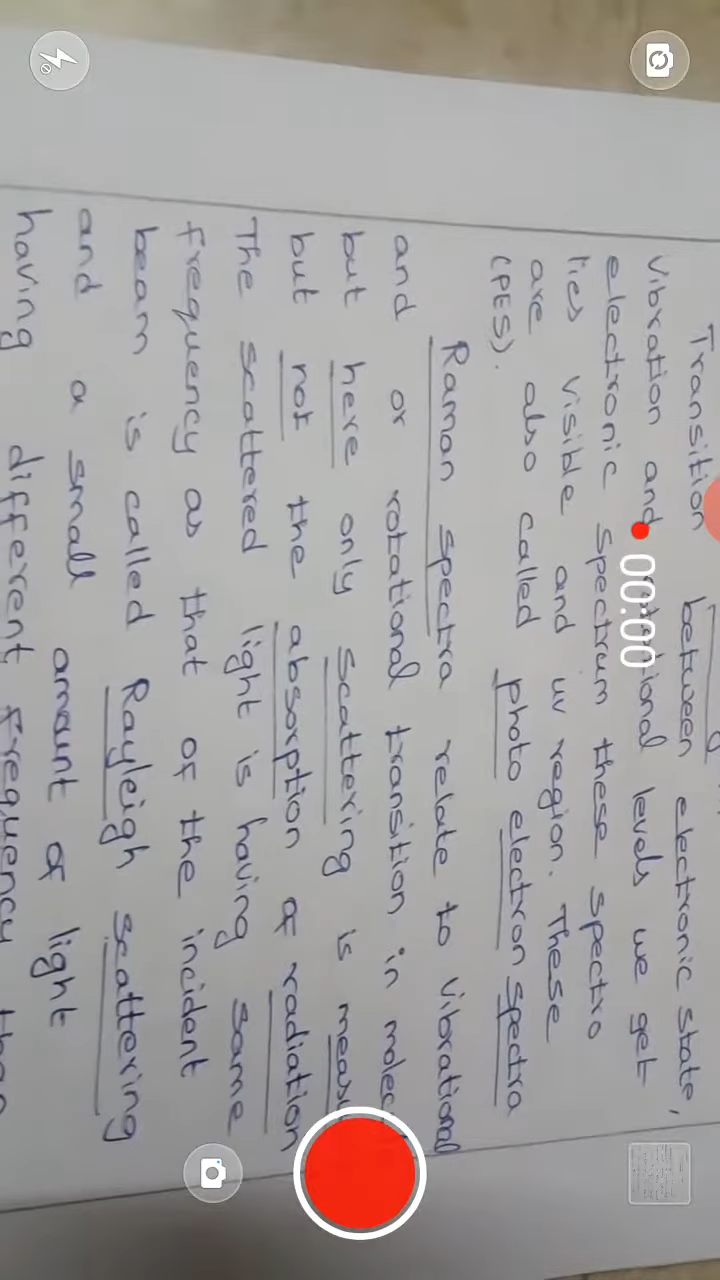 Transition between electronic state,
vibration and rotational levels we get
electronic spectrum these spectro
lies visible and uv region. These
are also called photo electron spectra
(PES).
Raman spectra relate to vibrational
and or rotational transition in
but here only scattering is
but not the absorption of radiation
The scattered light is having same
frequency as that of the incident
beam is called Rayleigh scattering
and a small amount of light
having different frequency
00:00